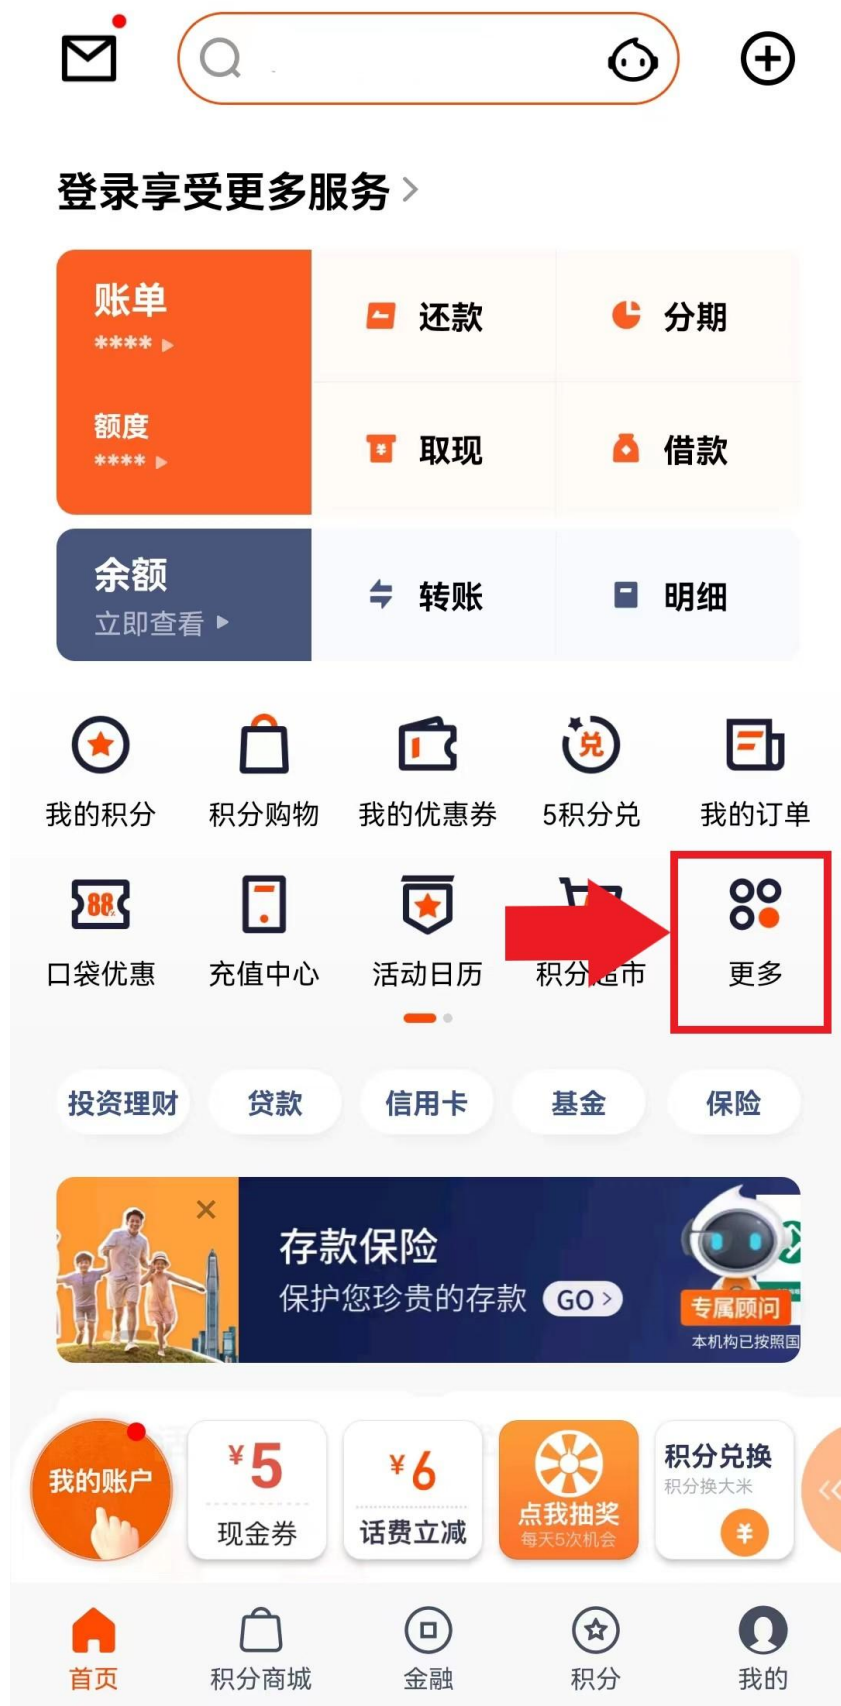 登录享受更多服务 >
账单
****
还款
分期
额度
****
取现
借款
余额
立即查看
转账
明细
兑
我的积分
积分购物
我的优惠券
5积分兑
我的订单
88
口袋优惠
充值中心
活动日历
积分超市
更多
投资理财
贷款
信用卡
基金
保险
存款保险
保护您珍贵的存款
GO >
专属顾问
本机构已按照国
我的账户
¥5
现金券
¥6
话费立减
点我抽奖
每天5次机会
积分兑换
积分换大米
¥
首页
积分商城
金融
积分
我的